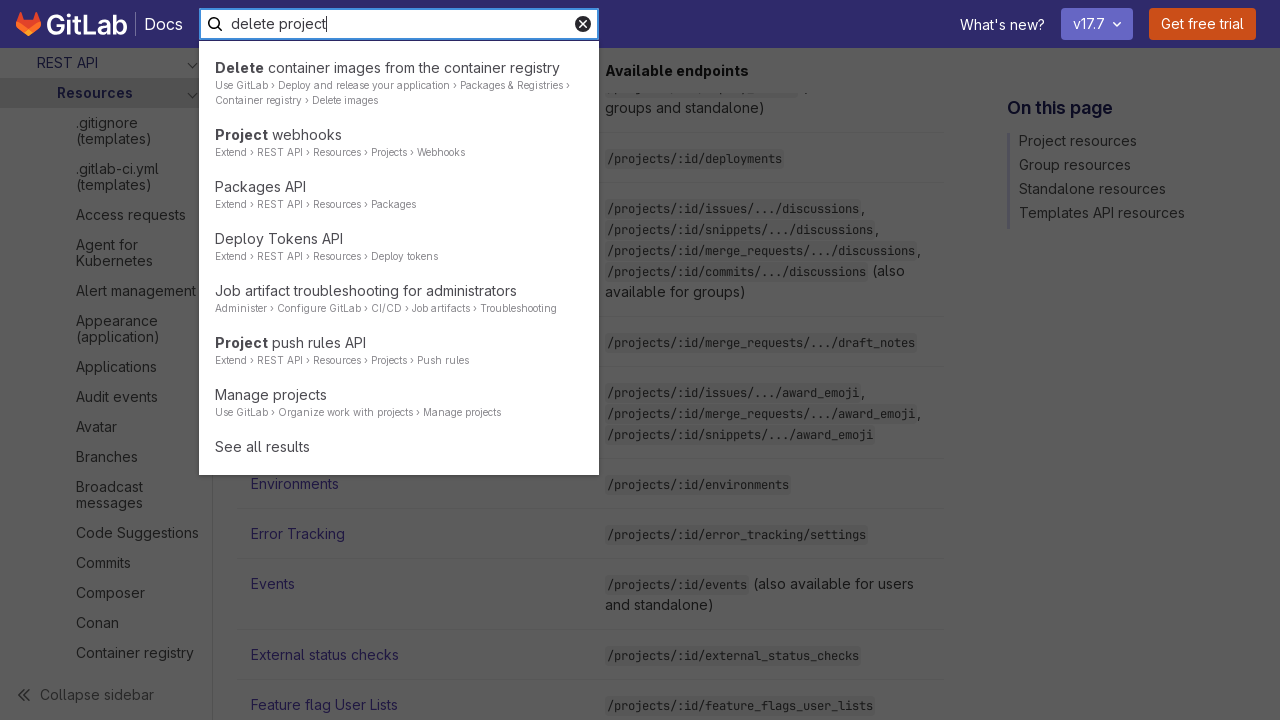 GitLab Docs
delete project
What's new?
v17.7
Get free trial
REST API
Resources
.gitignore
(templates)
.gitlab-ci.yml
(templates)
Access requests
Agent for
Kubernetes
Alert management
Appearance
(application)
Applications
Audit events
Avatar
Branches
Broadcast
messages
Code Suggestions
Commits
Composer
Conan
Container registry
Collapse sidebar
Delete container images from the container registry
Use GitLab › Deploy and release your application › Packages & Registries ›
Container registry › Delete images
Project webhooks
Extend › REST API › Resources › Projects › Webhooks
Packages API
Extend › REST API › Resources › Packages
Deploy Tokens API
Extend › REST API › Resources › Deploy tokens
Job artifact troubleshooting for administrators
Administer › Configure GitLab › CI/CD › Job artifacts › Troubleshooting
Project push rules API
Extend › REST API › Resources › Projects › Push rules
Manage projects
Use GitLab › Organize work with projects › Manage projects
See all results
Available endpoints
groups and standalone)
/projects/:id/deployments
/projects/:id/issues/.../discussions,
/projects/:id/snippets/.../discussions,
/projects/:id/merge_requests/.../discussions,
/projects/:id/commits/.../discussions (also
available for groups)
/projects/:id/merge_requests/.../draft_notes
/projects/:id/issues/.../award_emoji,
/projects/:id/merge_requests/.../award_emoji,
/projects/:id/snippets/.../award_emoji
Environments
/projects/:id/environments
Error Tracking
/projects/:id/error_tracking/settings
Events
/projects/:id/events (also available for users
and standalone)
External status checks
/projects/:id/external_status_checks
Feature flag User Lists
/projects/:id/feature_flags_user_lists
On this page
Project resources
Group resources
Standalone resources
Templates API resources